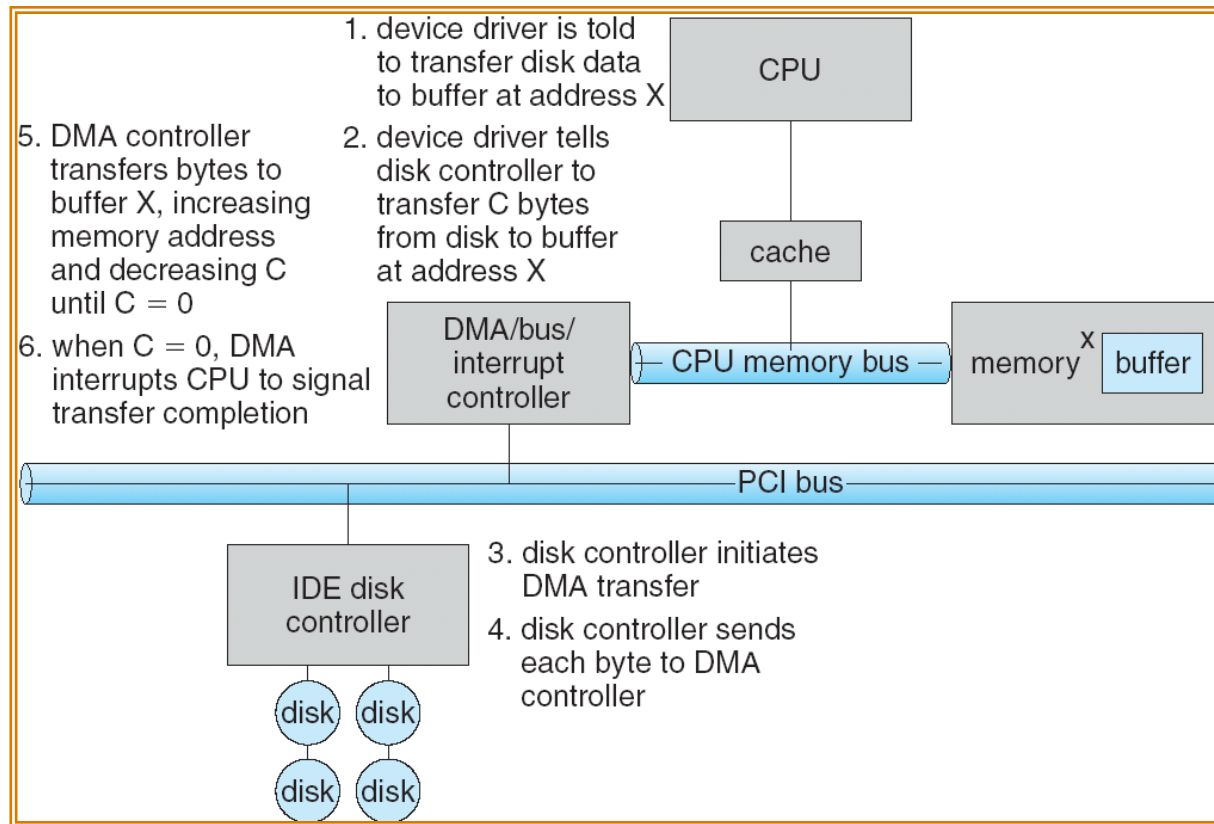 1. device driver is told
to transfer disk data
to buffer at address X
CPU
5. DMA controller
transfers bytes to
buffer X, increasing
memory address
and decreasing C
until C = 0
2. device driver tells
disk controller to
transfer C bytes
from disk to buffer
at address X
cache
6. when C = 0, DMA
interrupts CPU to signal
transfer completion
DMA/bus/
interrupt
controller
CPU memory bus
memory
x
buffer
PCI bus
IDE disk
controller
3. disk controller initiates
DMA transfer
4. disk controller sends
each byte to DMA
controller
disk
disk
disk
disk